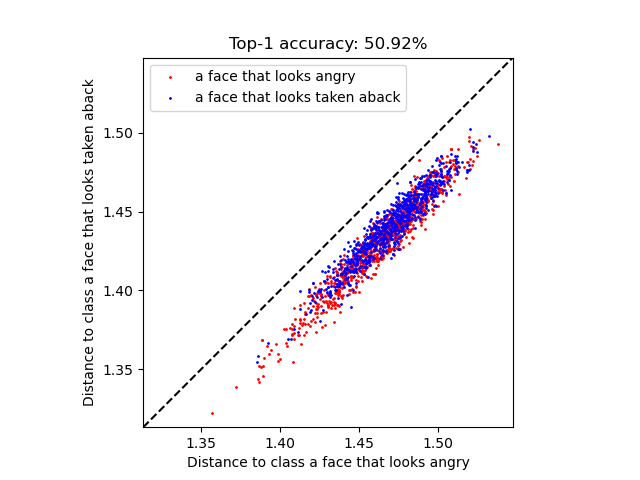 Top-1 accuracy: 50.92%
a face that looks angry
a face that looks taken aback
Distance to class a face that looks taken aback
1.50
1.45
1.40
1.35
1.35 1.40 1.45 1.50
Distance to class a face that looks angry